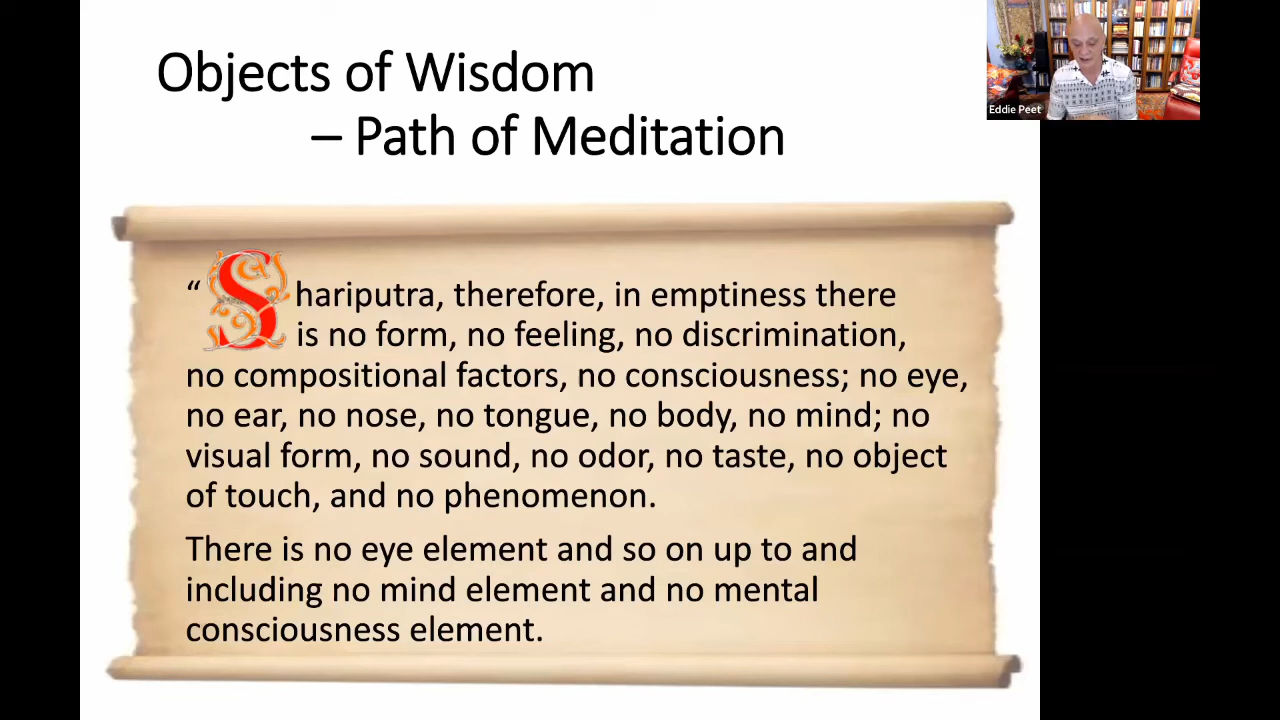 Objects of Wisdom
– Path of Meditation
Eddie Peet
“Shariputra, therefore, in emptiness there
is no form, no feeling, no discrimination,
no compositional factors, no consciousness; no eye,
no ear, no nose, no tongue, no body, no mind; no
visual form, no sound, no odor, no taste, no object
of touch, and no phenomenon.
There is no eye element and so on up to and
including no mind element and no mental
consciousness element.